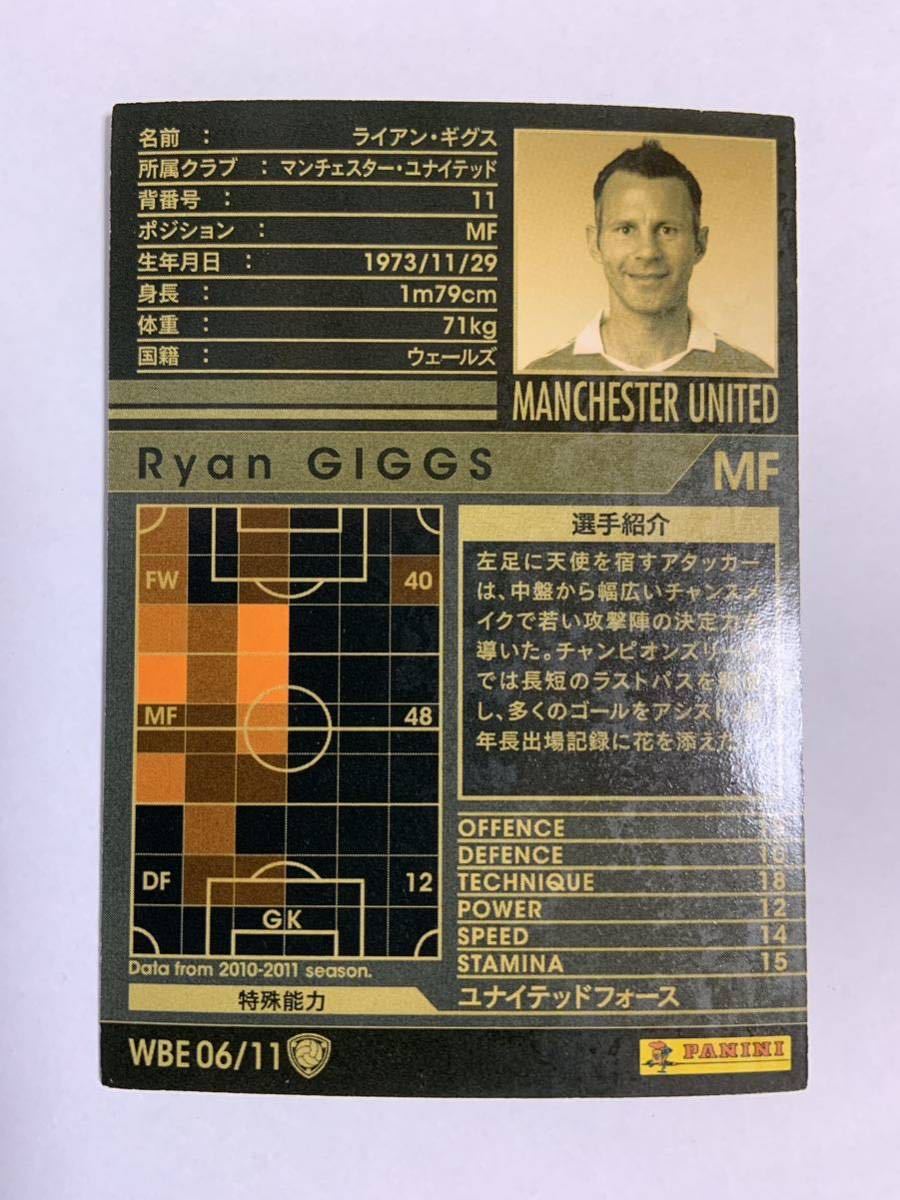 名前 : ライアン・ギグス
所属クラブ : マンチェスター・ユナイテッド
背番号 : 11
ポジション : MF
生年月日 : 1973/11/29
身長 : 1m79cm
体重 : 71kg
国籍 : ウェールズ
MANCHESTER UNITED
Ryan GIGGS
MF
FW 40
MF 48
DF 12
GK
Data from 2010-2011 season.
選手紹介
左足に天使を宿すアタッカー
は、中盤から幅広いチャンスメ
イクで若い攻撃陣の決定力を
導いた。チャンピオンズリーグ
では長短のラストパスを
し、多くのゴールをアシスト
年長出場記録に花を添えた
OFFENCE
DEFENCE
TECHNIQUE 18
POWER 12
SPEED 14
STAMINA 15
特殊能力
ユナイテッドフォース
WBE 06/11
PANINI